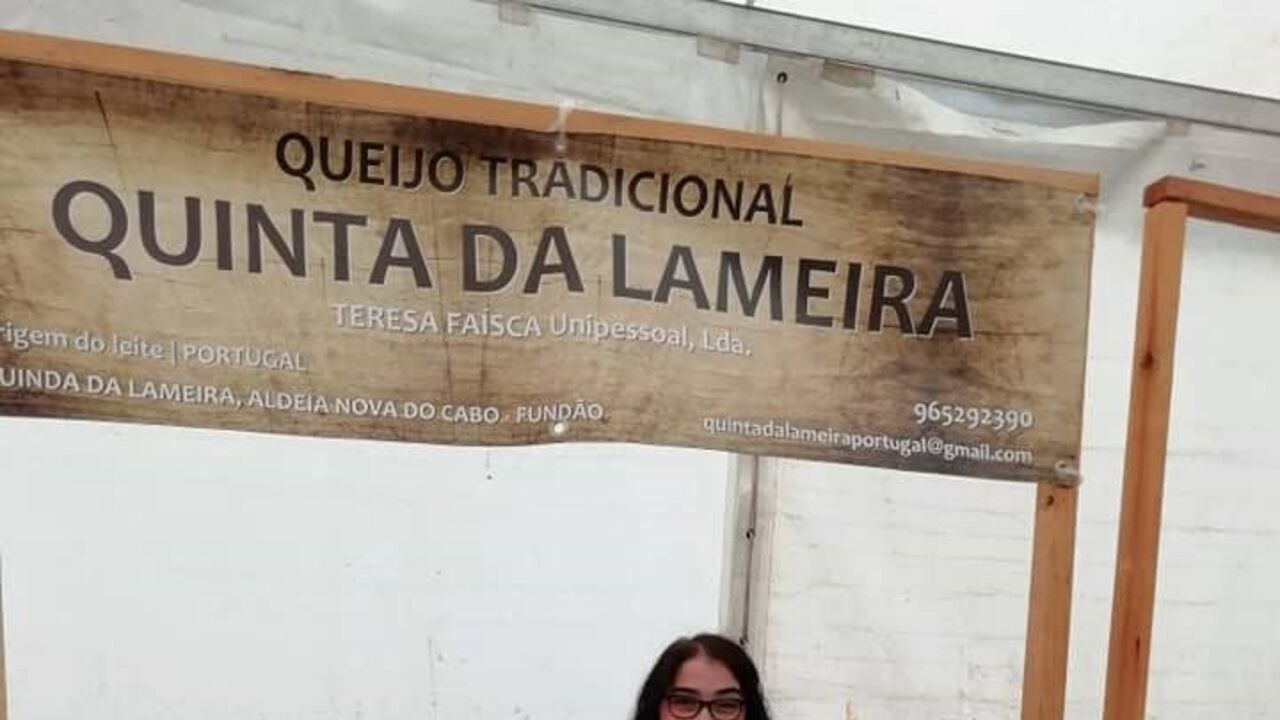 QUEIJO TRADICIONAL
QUINTA DA LAMEIRA
TERESA FAÍSCA Unipessoal, Lda.
rigem do leite | PORTUGAL
UINDA DA LAMEIRA, ALDEIA NOVA DO CABO - FUNDÃO
965292390
quintadalameiraportugal@gmail.com